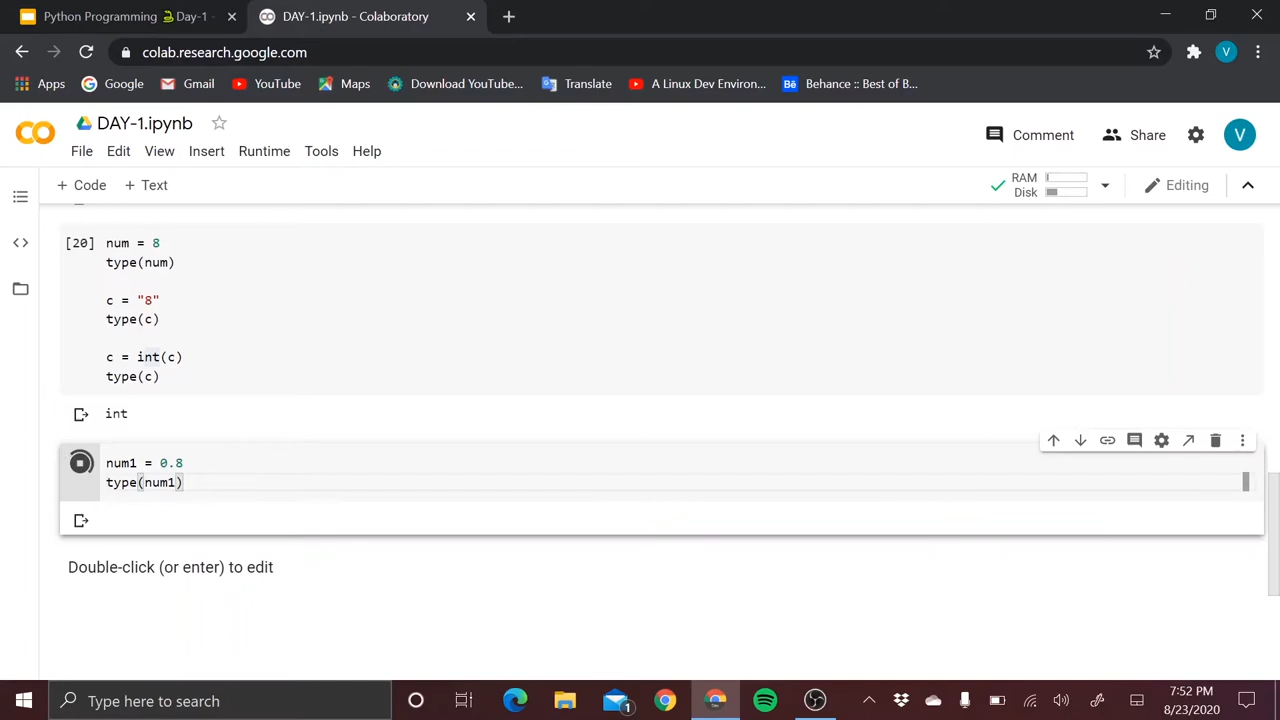 Python Programming 🐍Day-1 -
DAY-1.ipynb - Colaboratory
colab.research.google.com
V
Apps
Google
Gmail
YouTube
Maps
Download YouTube...
Translate
A Linux Dev Environ...
Bē
Behance :: Best of B...
CO
DAY-1.ipynb
Comment
Share
V
File
Edit
View
Insert
Runtime
Tools
Help
+ Code
+ Text
RAM
Disk
Editing
[20] num = 8
type(num)
c = "8"
type(c)
c = int(c)
type(c)
int
num1 = 0.8
type(num1)
Double-click (or enter) to edit
Type here to search
1
7:52 PM
8/23/2020